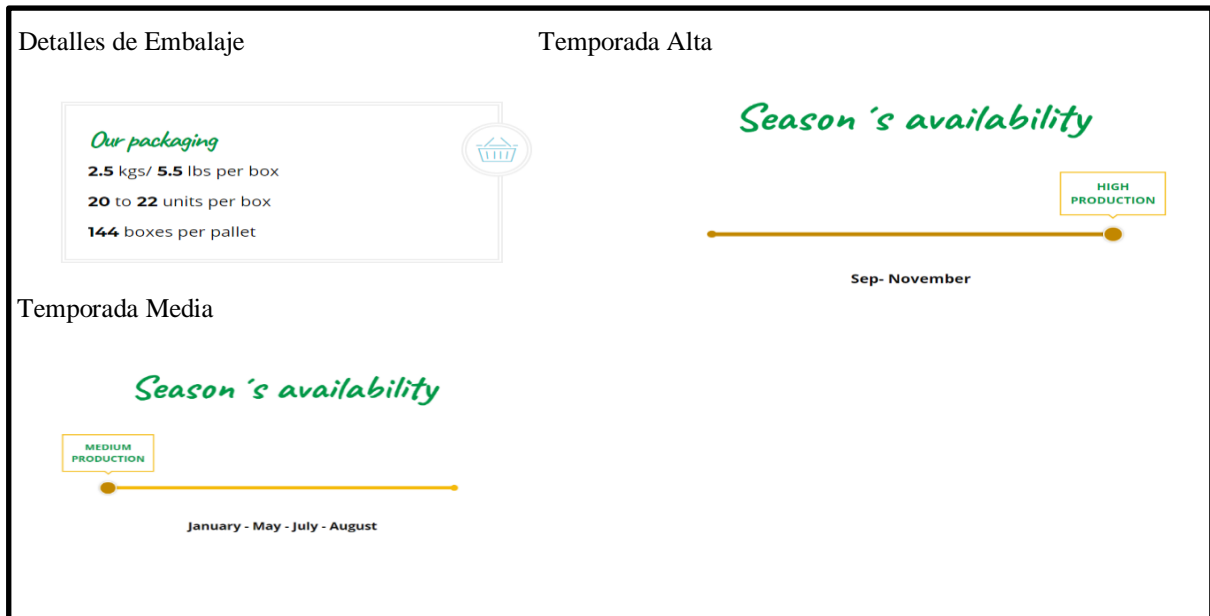 Detalles de Embalaje
Our packaging
2.5 kgs/ 5.5 lbs per box
20 to 22 units per box
144 boxes per pallet
Temporada Alta
Season ´s availability
HIGH
PRODUCTION
Sep- November
Temporada Media
Season ´s availability
MEDIUM
PRODUCTION
January - May - July - August